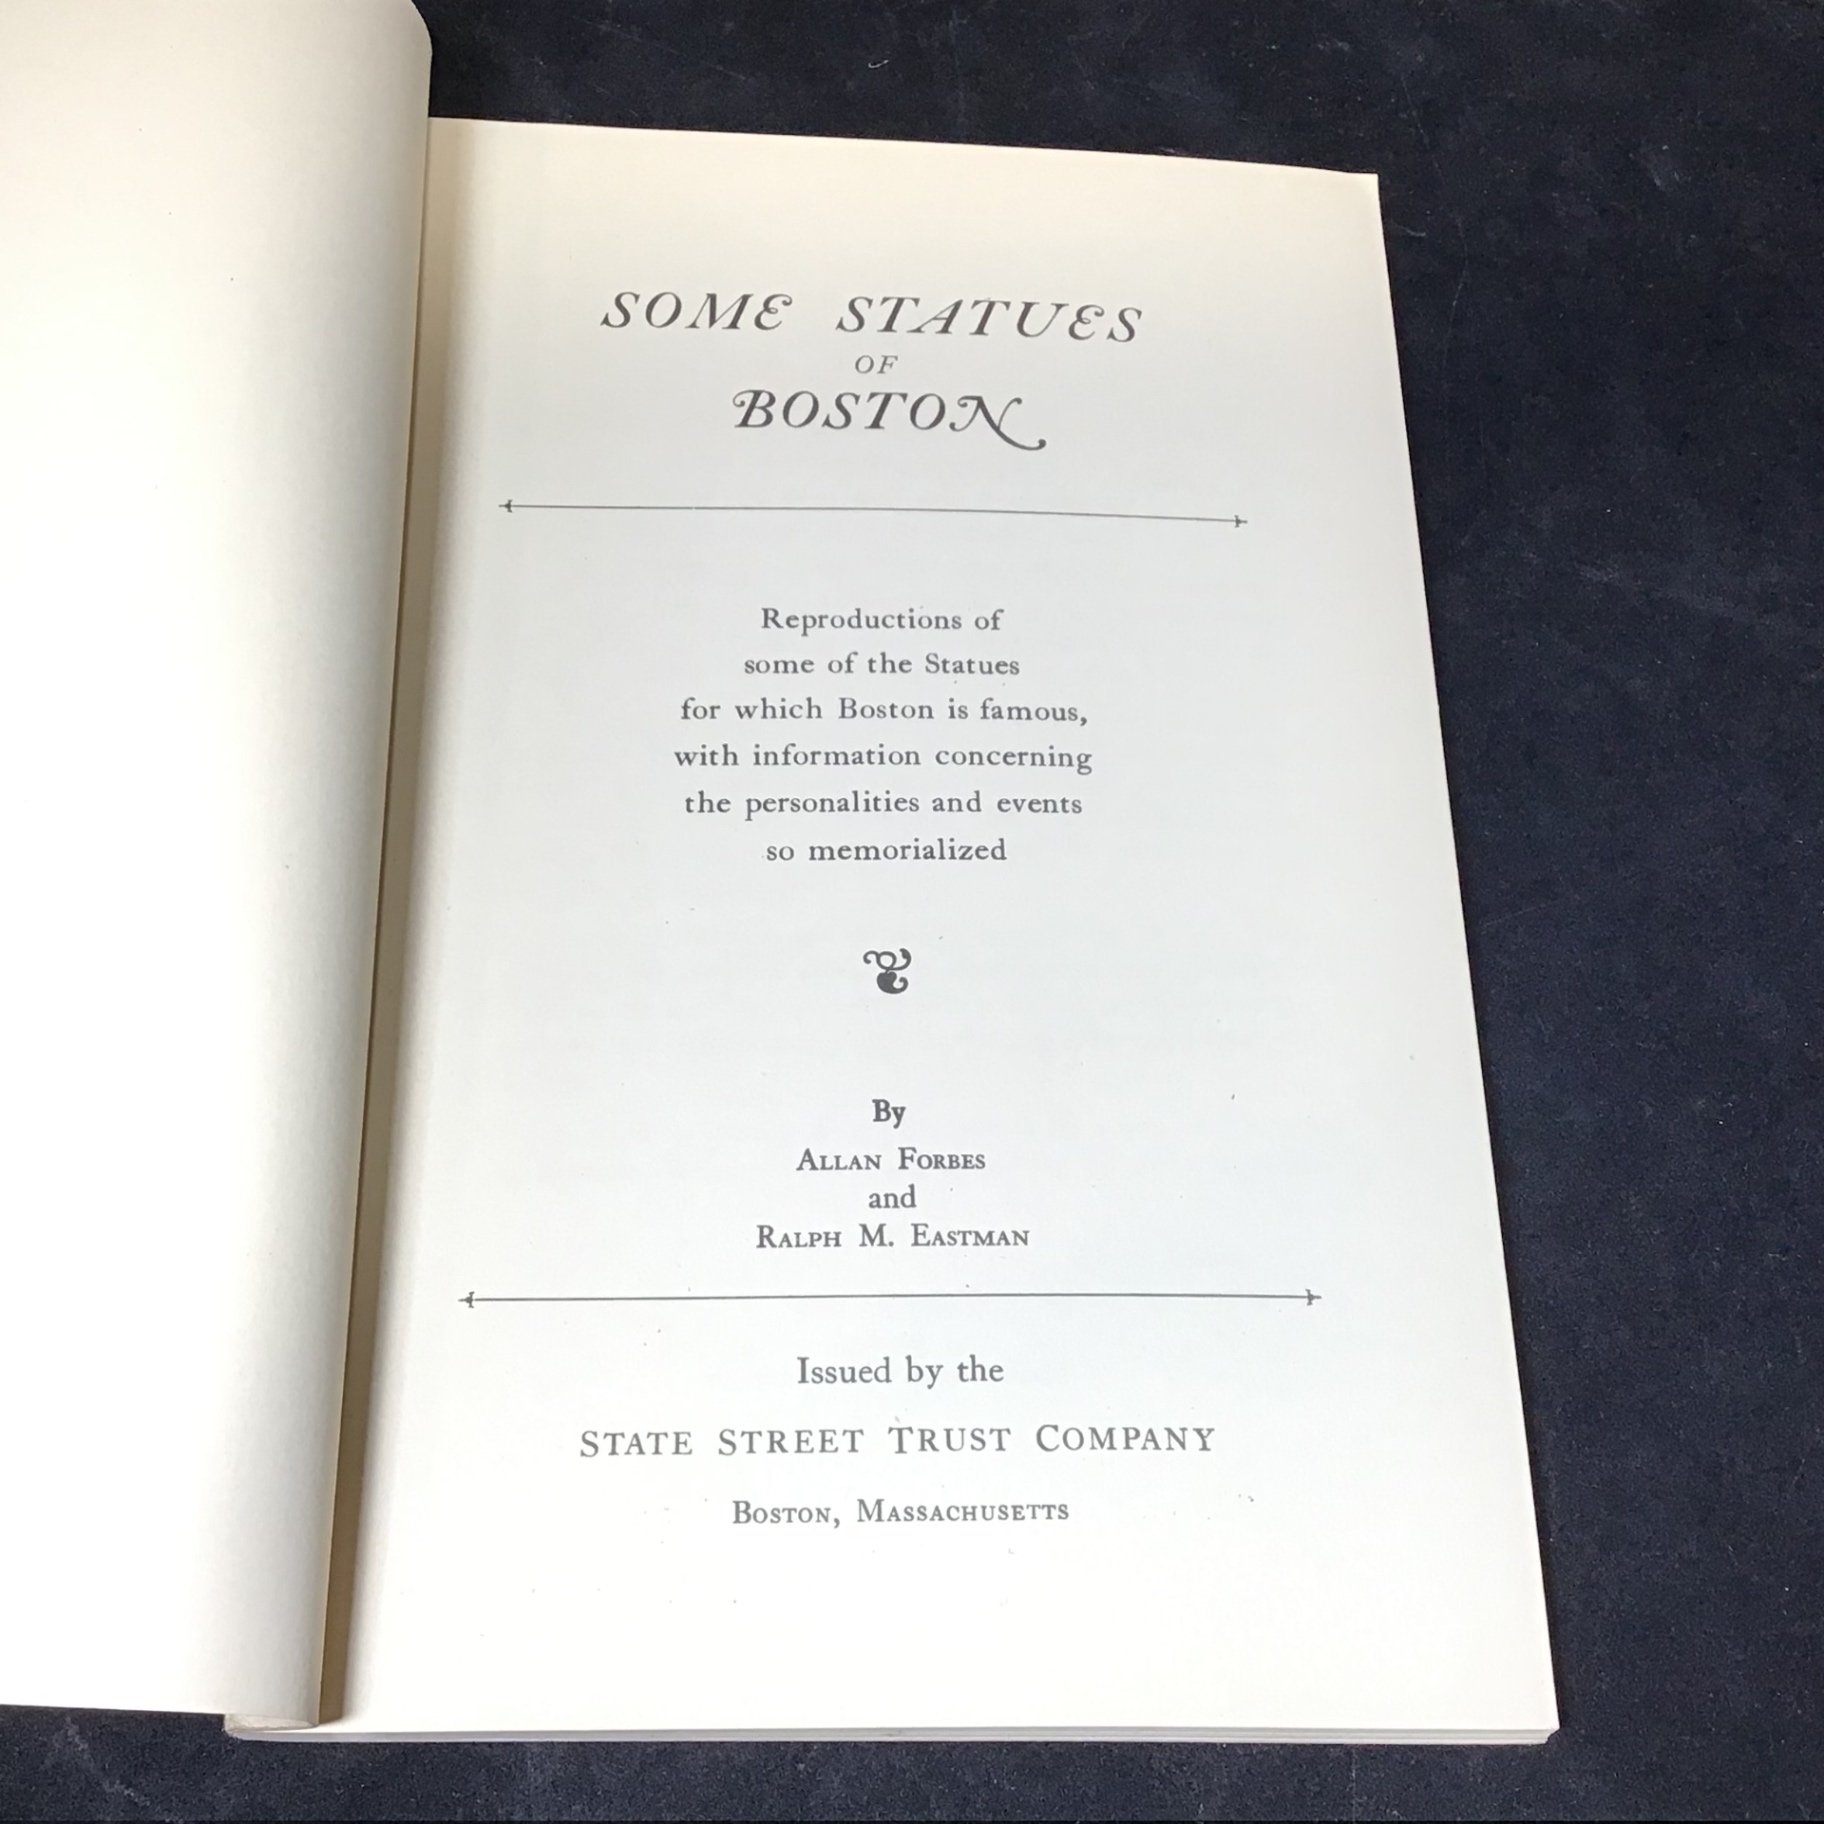 SOME STATUES
OF
BOSTON
Reproductions of
some of the Statues
for which Boston is famous,
with information concerning
the personalities and events
so memorialized
By
ALLAN FORBES
and
RALPH M. EASTMAN
Issued by the
STATE STREET TRUST COMPANY
BOSTON, MASSACHUSETTS